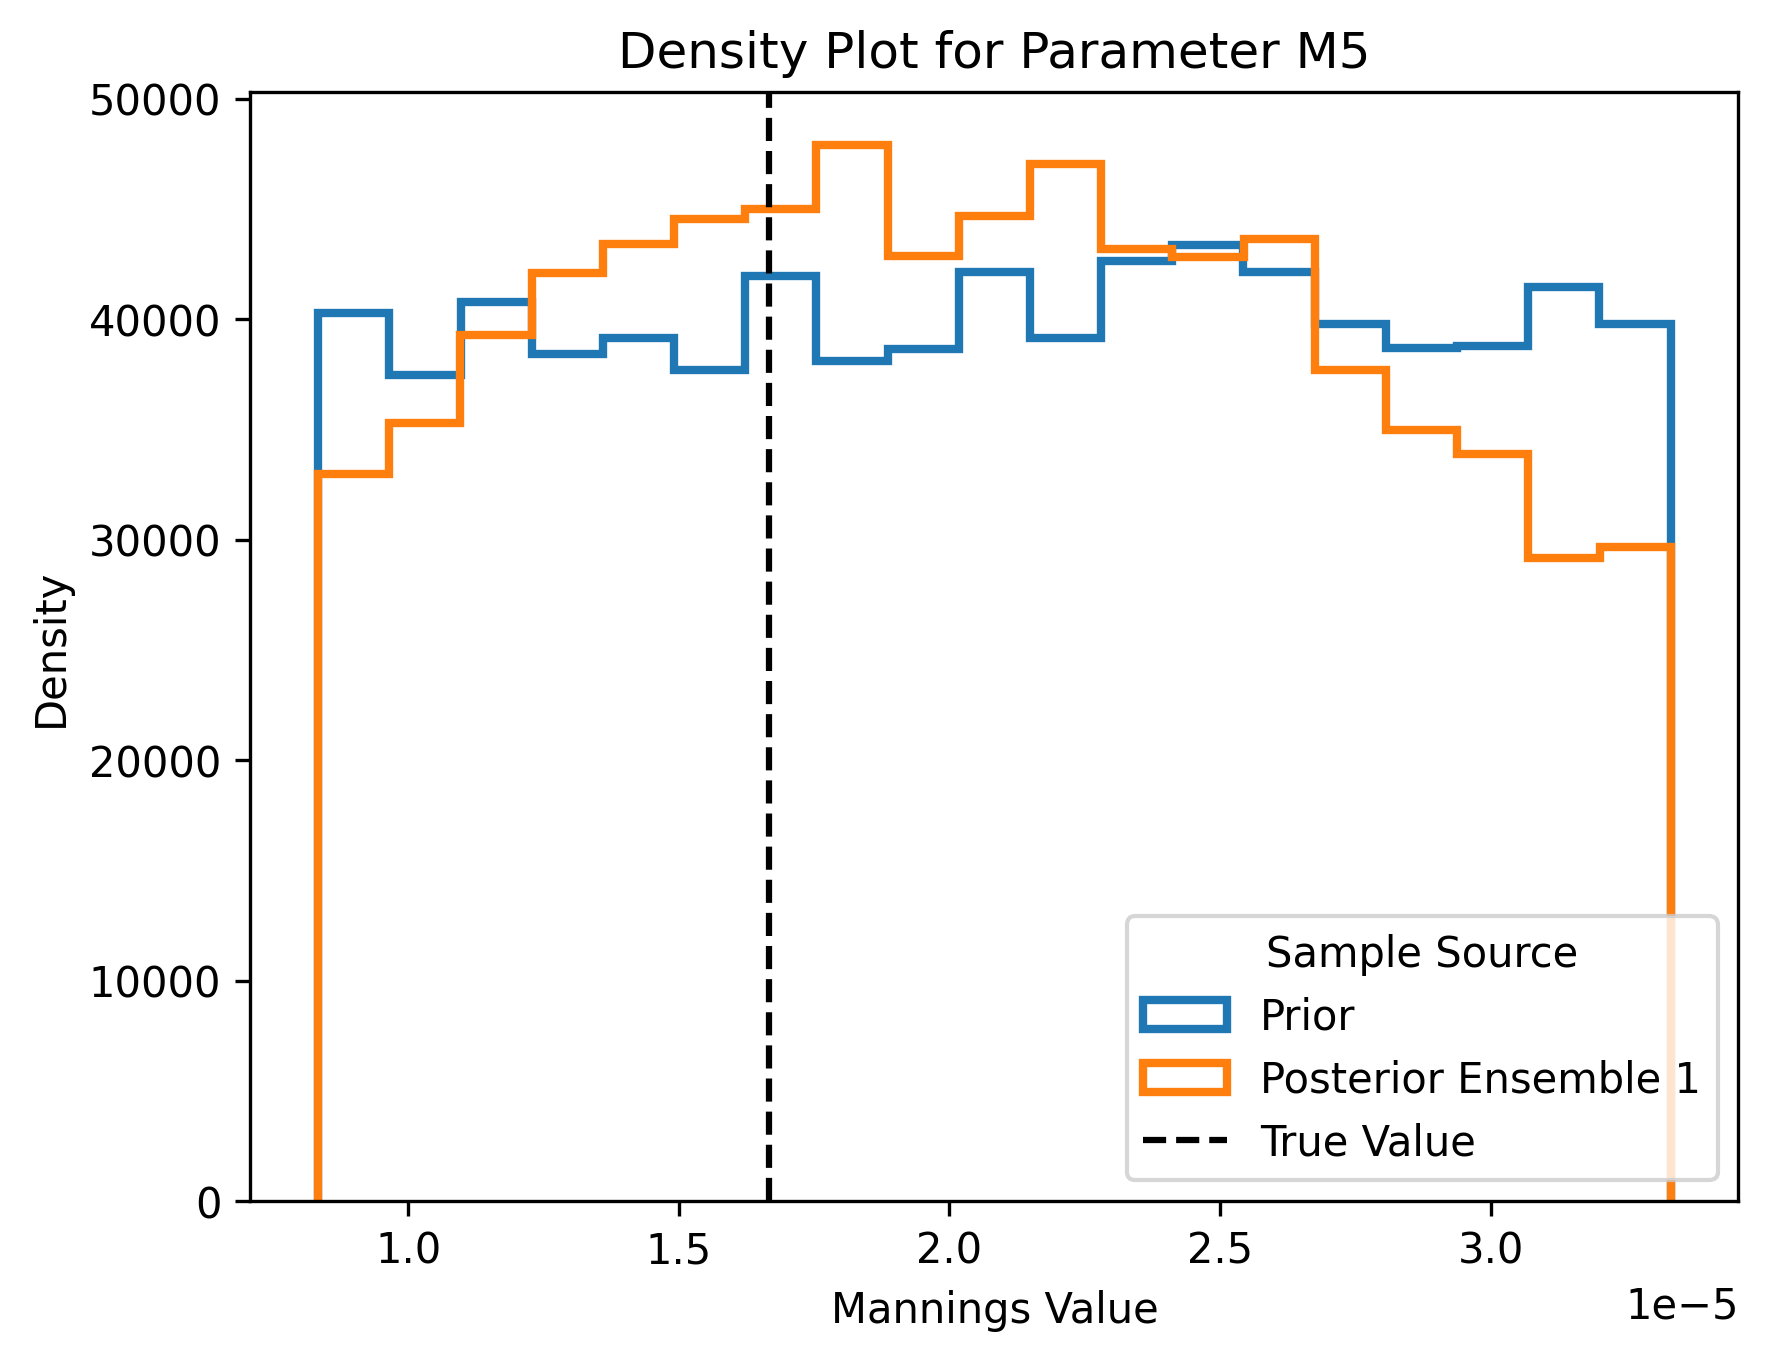 Density Plot for Parameter M5
50000
40000
30000
20000
10000
0
Density
1.0 1.5 2.0 2.5 3.0
1e−5
Mannings Value
Sample Source
Prior
Posterior Ensemble 1
True Value